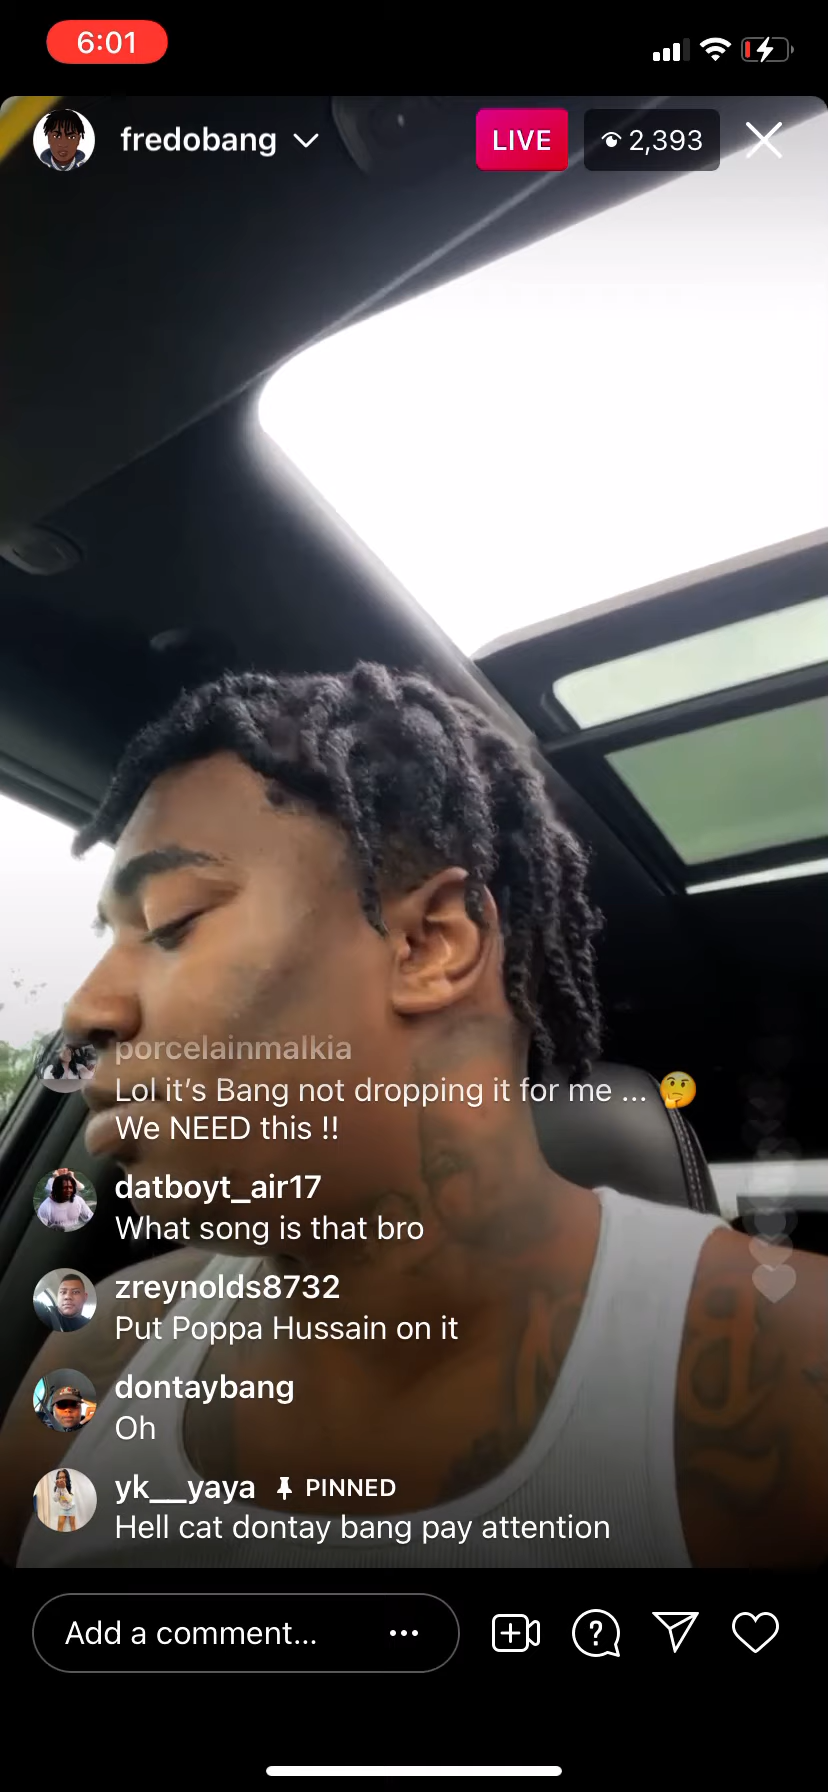 6:01
fredobang
LIVE
2,393
porcelainmalkia
Lol it’s Bang not dropping it for me ... 🤔
We NEED this !!
datboyt_air17
What song is that bro
zreynolds8732
Put Poppa Hussain on it
dontaybang
Oh
yk__yaya PINNED
Hell cat dontay bang pay attention
Add a comment...